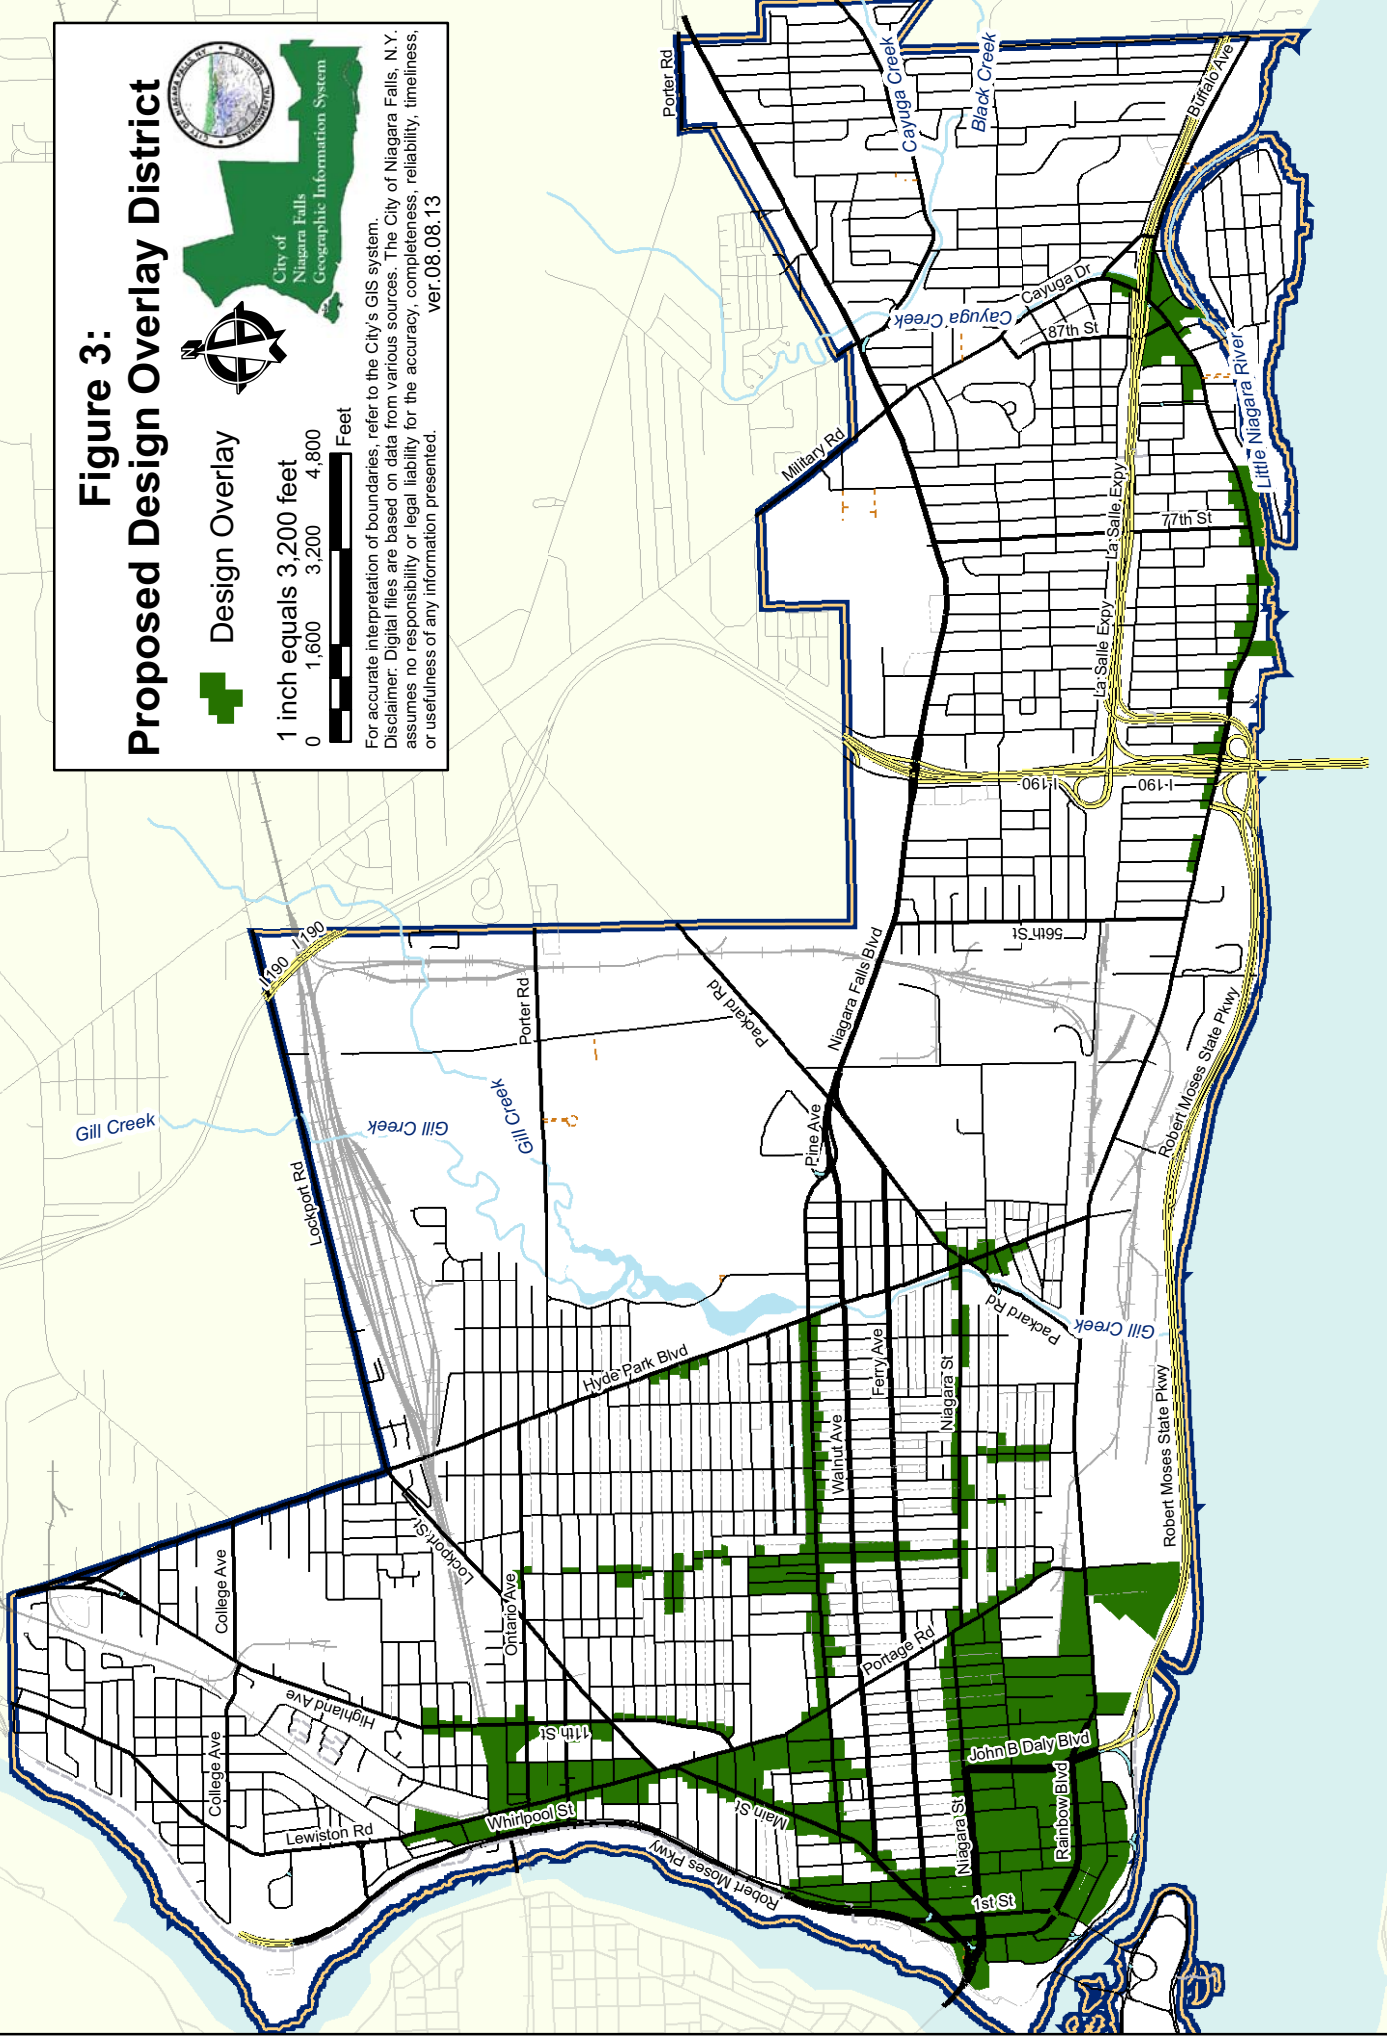 Figure 3:
Proposed Design Overlay District
CITY OF NIAGARA FALLS, NY
City of
Niagara Falls
Geographic Information System
N
Design Overlay
1 inch equals 3,200 feet
0 1,600 3,200 4,800
Feet
For accurate interpretation of boundaries, refer to the City's GIS system.
Disclaimer: Digital files are based on data from various sources. The City of Niagara Falls, N.Y.
assumes no responsibility or legal liability for the accuracy, completeness, reliability, timeliness,
or usefulness of any information presented.
ver.08.08.13
Porter Rd
Cayuga Creek
Black Creek
Buffalo Ave
Cayuga Dr
Cayuga Creek
87th St
Military Rd
Little Niagara River
La Salle Expy
77th St
La Salle Expy
I-190
I-190
I-190
I-190
56th St
Niagara Falls Blvd
Packard Rd
Porter Rd
Robert Moses State Pkwy
Gill Creek
Gill Creek
Gill Creek
Lockport Rd
Pine Ave
Packard Rd
Gill Creek
Hyde Park Blvd
Ferry Ave
Niagara St
Walnut Ave
Robert Moses State Pkwy
Lockport St
College Ave
Ontario Ave
Portage Rd
Highland Ave
11th St
College Ave
John B Daly Blvd
Rainbow Blvd
Lewiston Rd
Whirlpool St
Main St
Niagara St
Robert Moses Pkwy
1st St